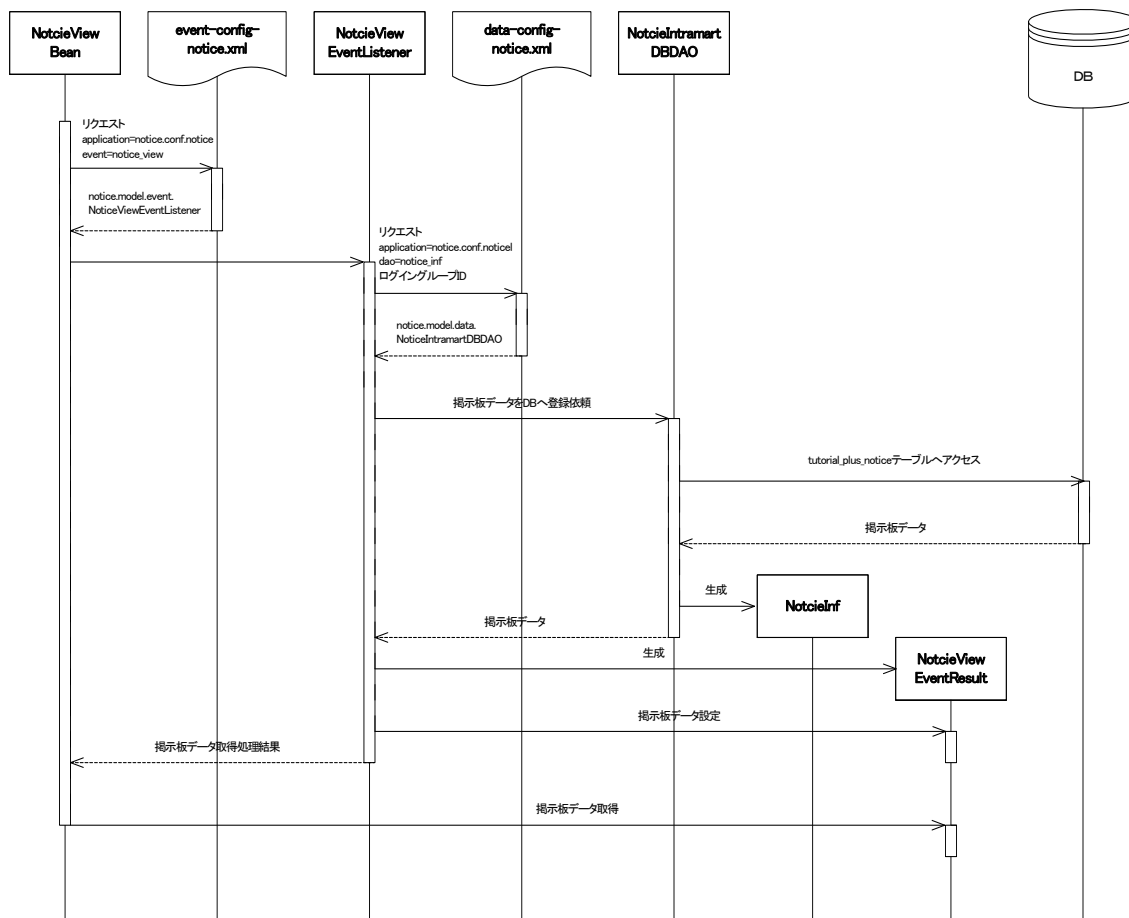 NotcieView
Bean
event-config-
notice.xml
NotcieView
EventListener
data-config-
notice.xml
NotcieIntramart
DBDAO
DB
リクエスト
application=notice.conf.notice
event=notice_view
notice.model.event.
NoticeViewEventListener
リクエスト
application=notice.conf.noticel
dao=notice_inf
ログイングループID
notice.model.data.
NoticeIntramartDBDAO
掲示板データをDBへ登録依頼
tutorial_plus_noticeテーブルへアクセス
掲示板データ
生成
NotcieInf
掲示板データ
生成
NotcieView
EventResult
掲示板データ設定
掲示板データ取得処理結果
掲示板データ取得